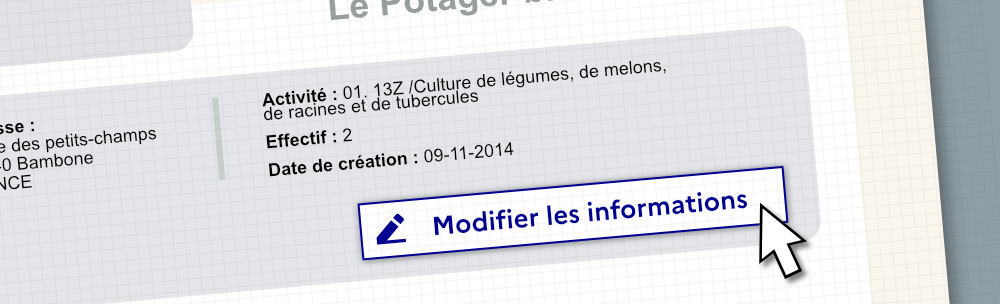 Le Potager
sse :
e des petits-champs
0 Bambone
NCE
Activité : 01. 13Z /Culture de légumes, de melons,
de racines et de tubercules
Effectif : 2
Date de création : 09-11-2014
Modifier les informations